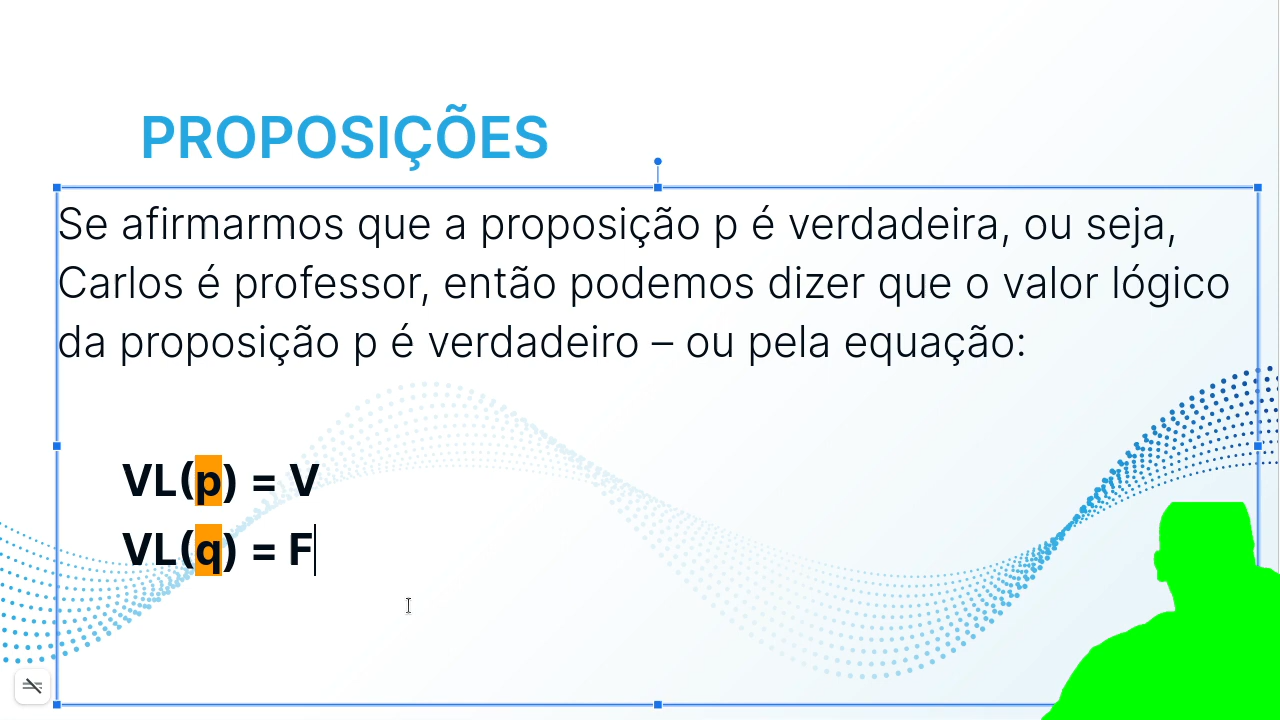 PROPOSIÇÕES
Se afirmarmos que a proposição p é verdadeira, ou seja,
Carlos é professor, então podemos dizer que o valor lógico
da proposição p é verdadeiro – ou pela equação:
VL(p) = V
VL(q) = F